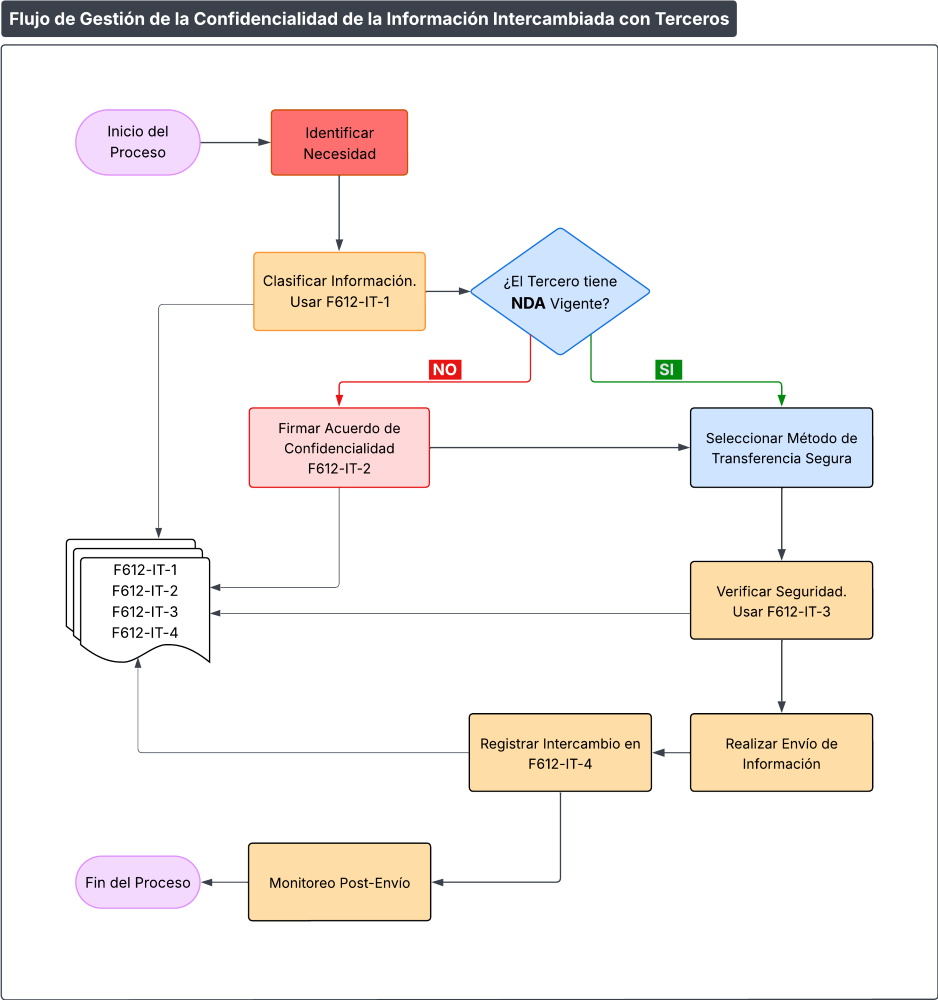 Flujo de Gestión de la Confidencialidad de la Información Intercambiada con Terceros
Inicio del
Proceso
Identificar
Necesidad
Clasificar Información.
Usar F612-IT-1
¿El Tercero tiene
NDA Vigente?
NO
SI
Firmar Acuerdo de
Confidencialidad
F612-IT-2
Seleccionar Método de
Transferencia Segura
F612-IT-1
F612-IT-2
F612-IT-3
F612-IT-4
Verificar Seguridad.
Usar F612-IT-3
Registrar Intercambio en
F612-IT-4
Realizar Envío de
Información
Fin del Proceso
Monitoreo Post-Envío